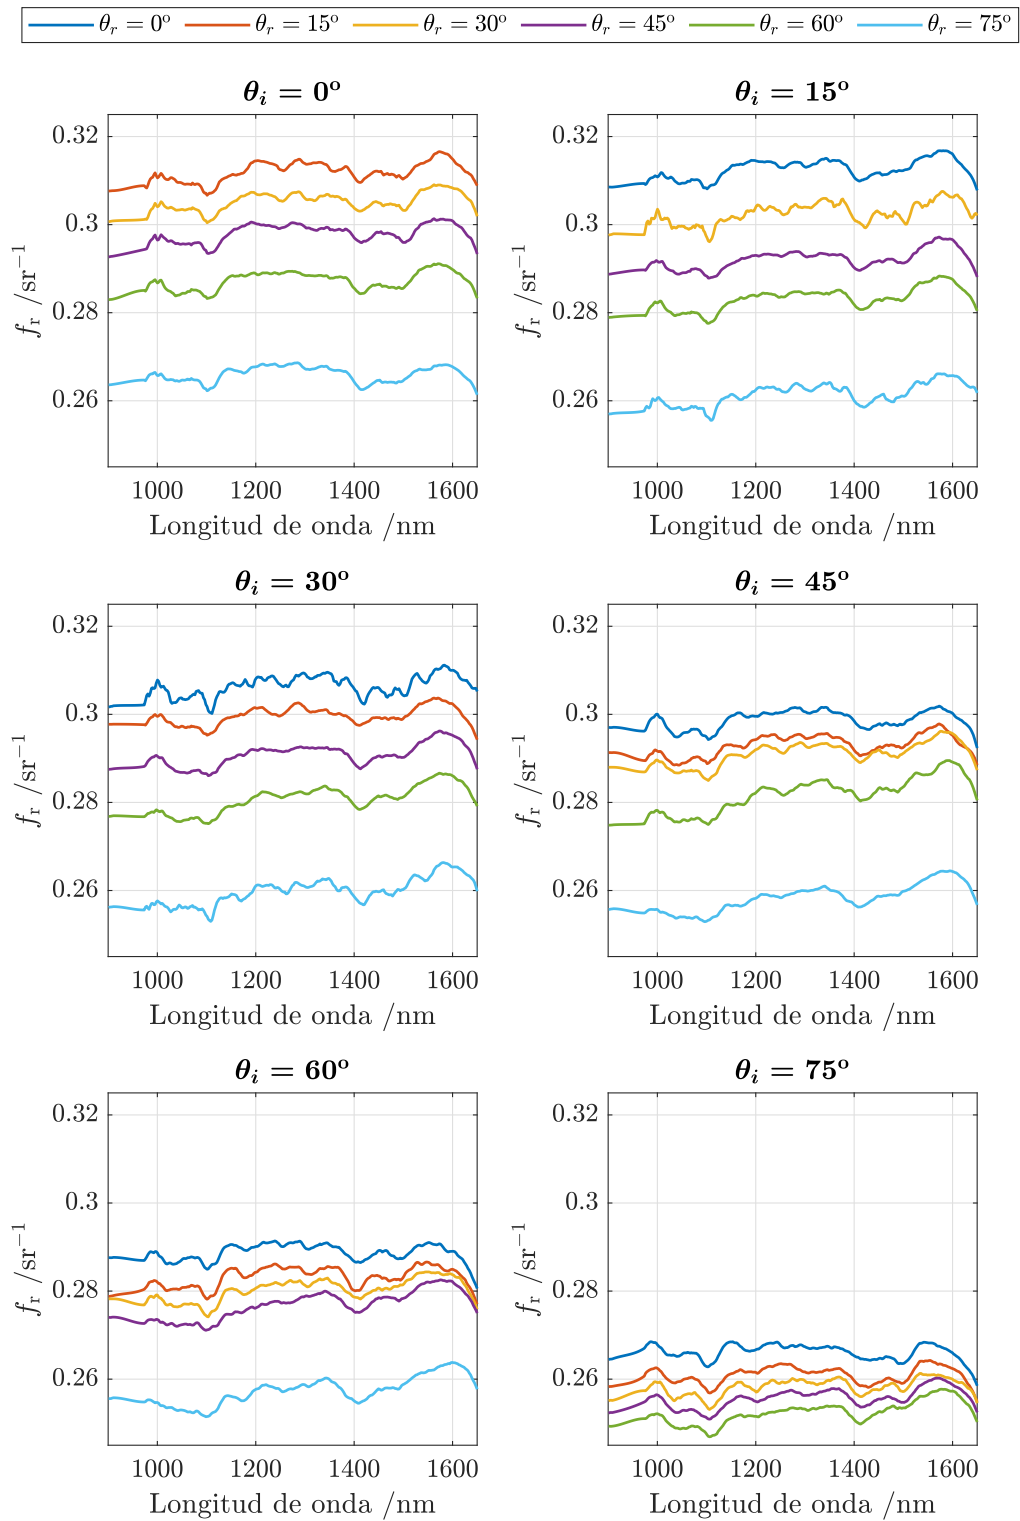 θr = 0º θr = 15º θr = 30º θr = 45º θr = 60º θr = 75º
θi = 0º
0.32
0.3
0.28
0.26
fr /sr−1
1000 1200 1400 1600
Longitud de onda /nm
θi = 15º
0.32
0.3
0.28
0.26
fr /sr−1
1000 1200 1400 1600
Longitud de onda /nm
θi = 30º
0.32
0.3
0.28
0.26
fr /sr−1
1000 1200 1400 1600
Longitud de onda /nm
θi = 45º
0.32
0.3
0.28
0.26
fr /sr−1
1000 1200 1400 1600
Longitud de onda /nm
θi = 60º
0.32
0.3
0.28
0.26
fr /sr−1
1000 1200 1400 1600
Longitud de onda /nm
θi = 75º
0.32
0.3
0.28
0.26
fr /sr−1
1000 1200 1400 1600
Longitud de onda /nm